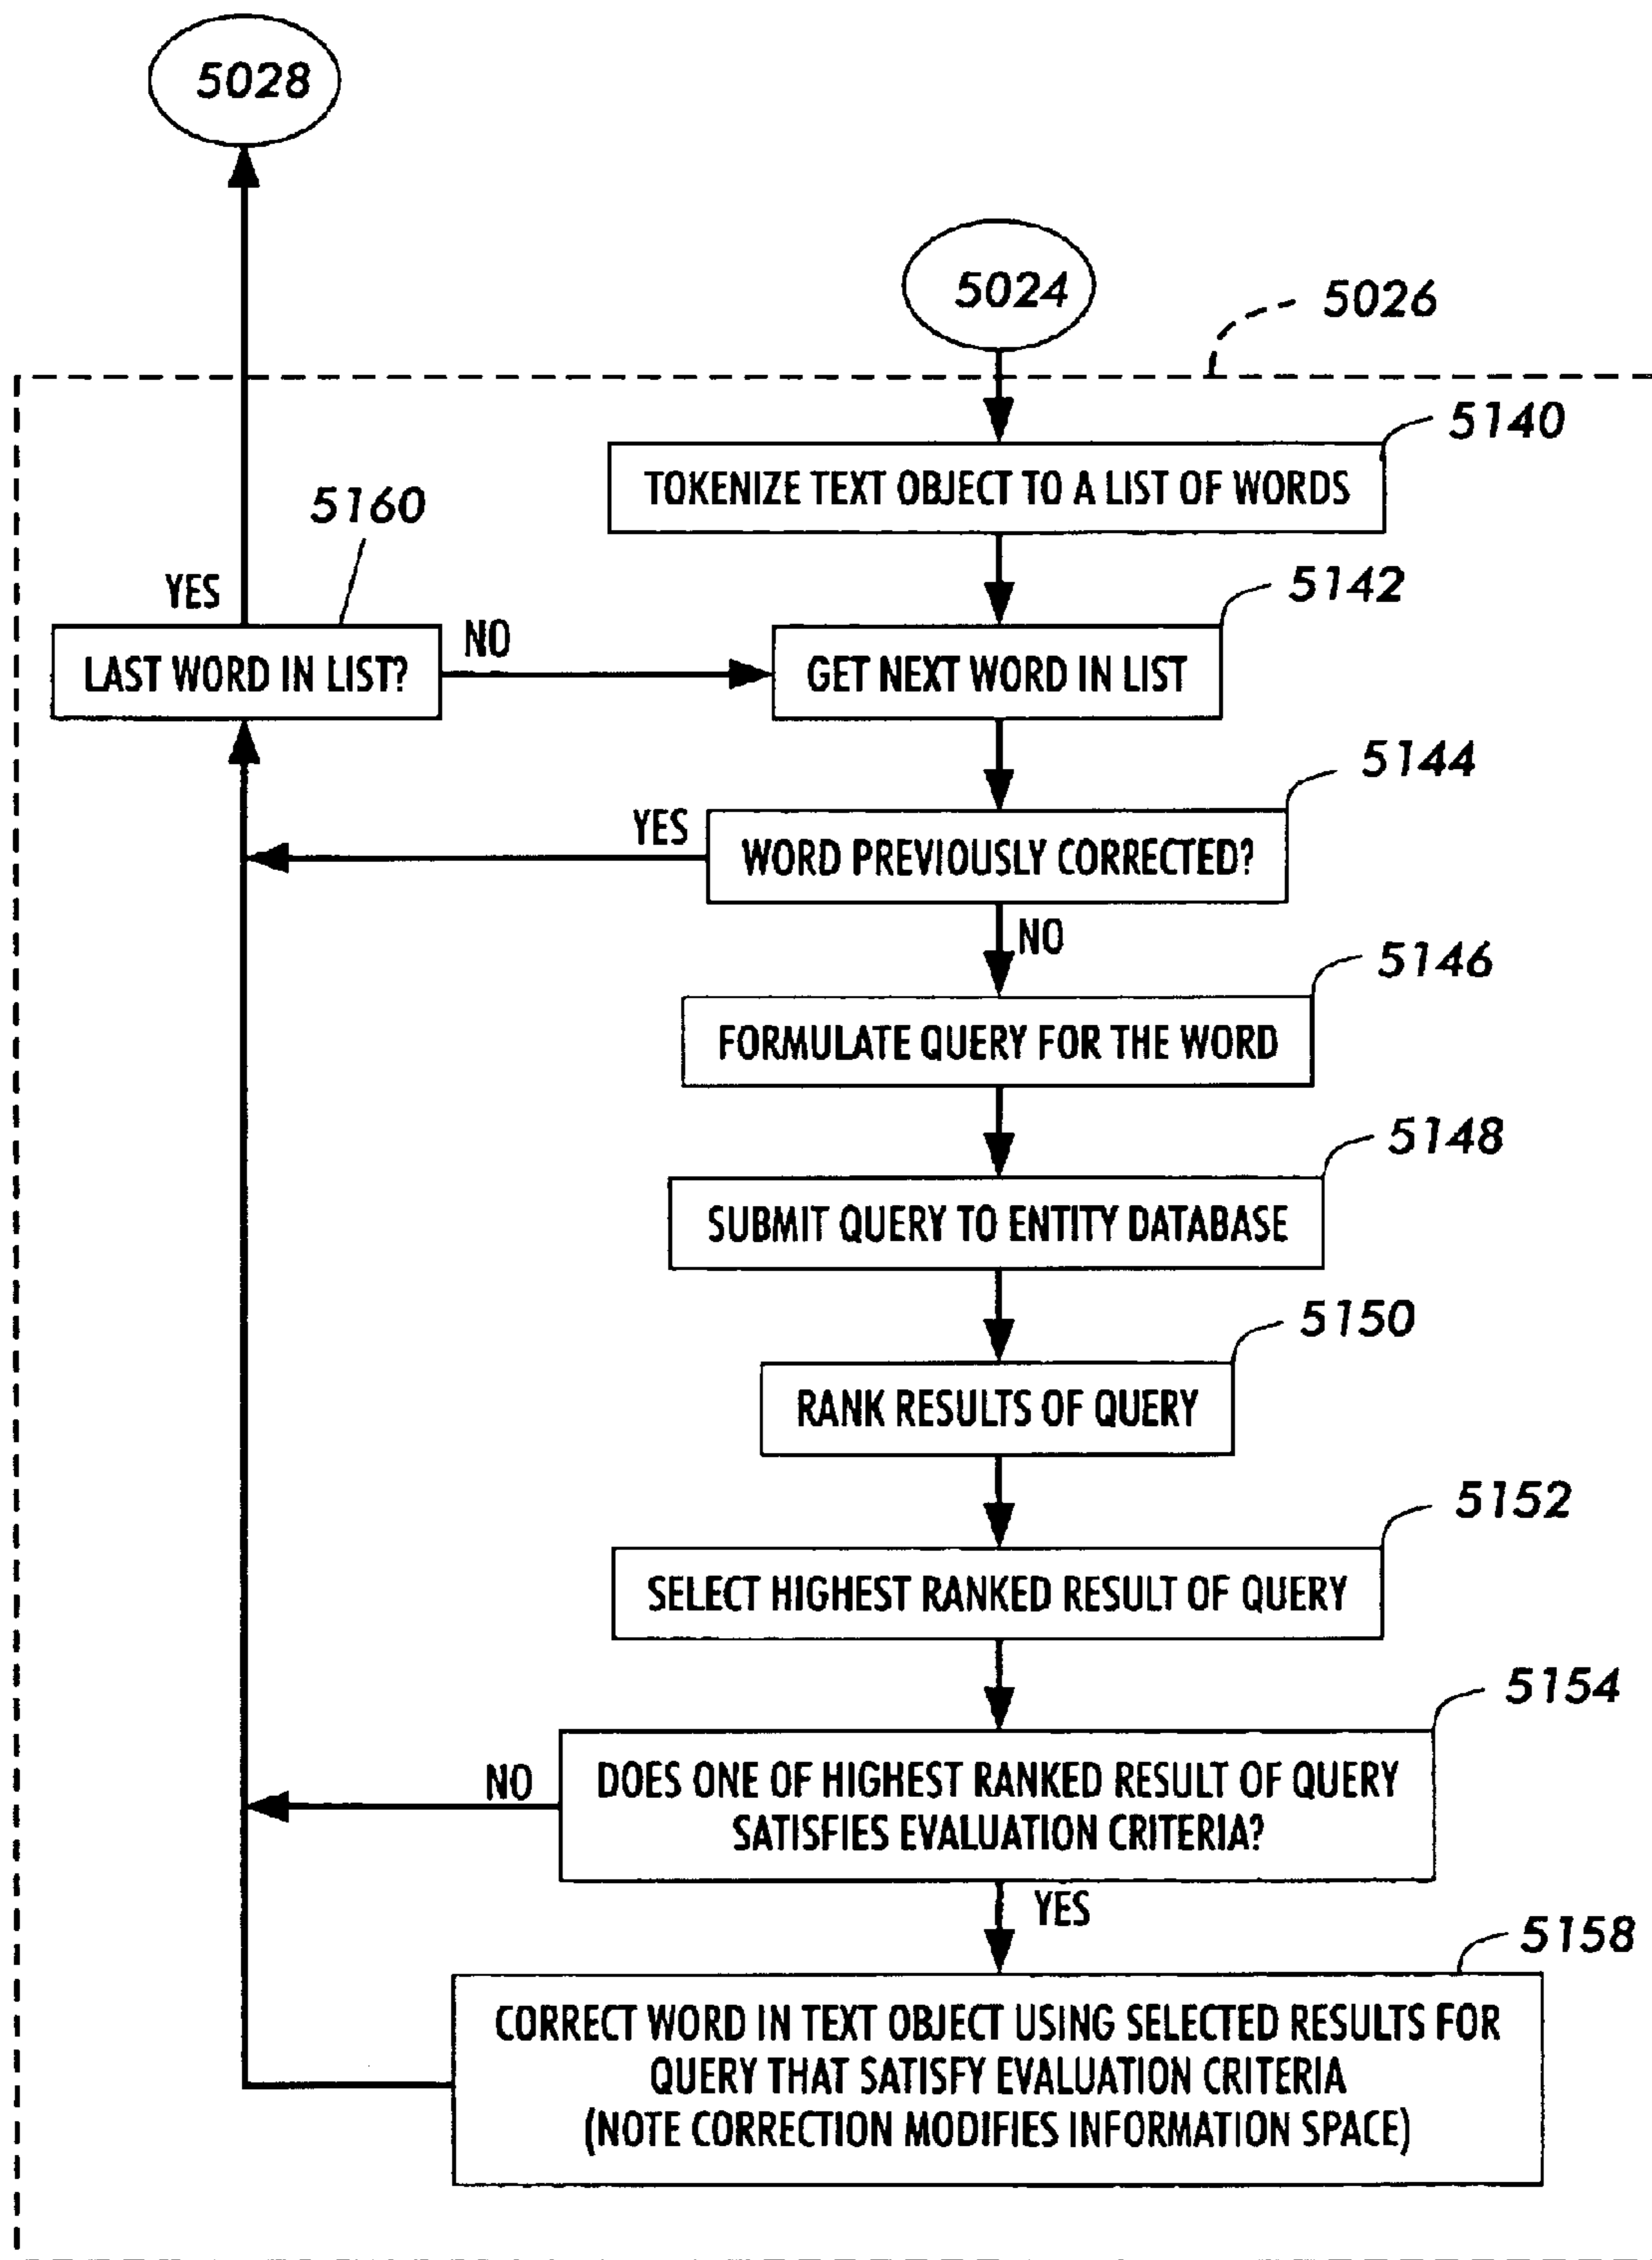 5028
5024
5026
5140
TOKENIZE TEXT OBJECT TO A LIST OF WORDS
5160
5142
YES
LAST WORD IN LIST?
NO
GET NEXT WORD IN LIST
5144
YES
WORD PREVIOUSLY CORRECTED?
NO
5146
FORMULATE QUERY FOR THE WORD
5148
SUBMIT QUERY TO ENTITY DATABASE
5150
RANK RESULTS OF QUERY
5152
SELECT HIGHEST RANKED RESULT OF QUERY
5154
NO
DOES ONE OF HIGHEST RANKED RESULT OF QUERY
SATISFIES EVALUATION CRITERIA?
YES
5158
CORRECT WORD IN TEXT OBJECT USING SELECTED RESULTS FOR
QUERY THAT SATISFY EVALUATION CRITERIA
(NOTE CORRECTION MODIFIES INFORMATION SPACE)